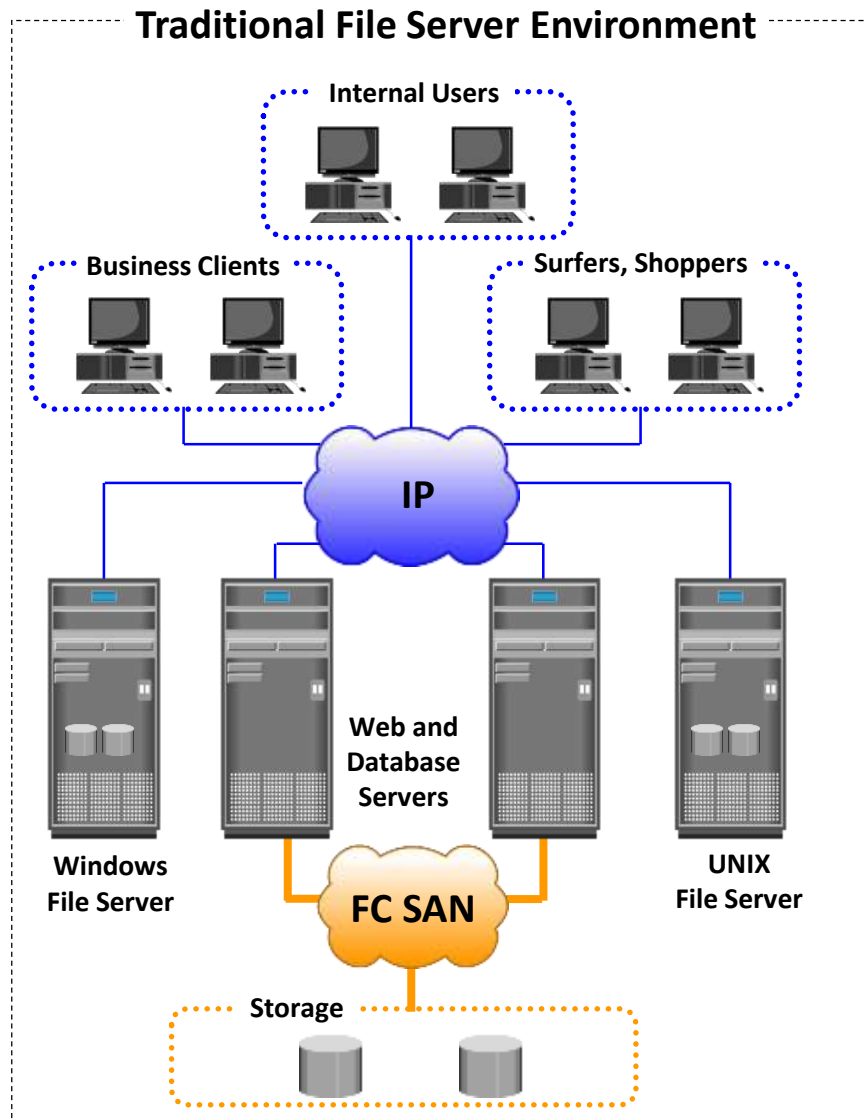 Traditional File Server Environment
Internal Users
Business Clients
Surfers, Shoppers
IP
Web and
Database
Servers
Windows
File Server
UNIX
File Server
FC SAN
Storage